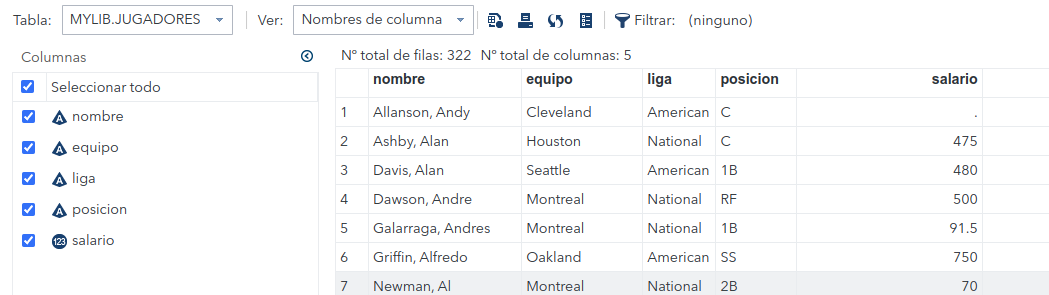 Tabla: MYLIB.JUGADORES Ver: Nombres de columna Filtrar: (ninguno)
Columnas
Seleccionar todo
nombre
equipo
liga
posicion
123 salario
Nº total de filas: 322 Nº total de columnas: 5
nombre equipo liga posicion salario
1 Allanson, Andy Cleveland American C .
2 Ashby, Alan Houston National C 475
3 Davis, Alan Seattle American 1B 480
4 Dawson, Andre Montreal National RF 500
5 Galarraga, Andres Montreal National 1B 91.5
6 Griffin, Alfredo Oakland American SS 750
7 Newman, Al Montreal National 2B 70